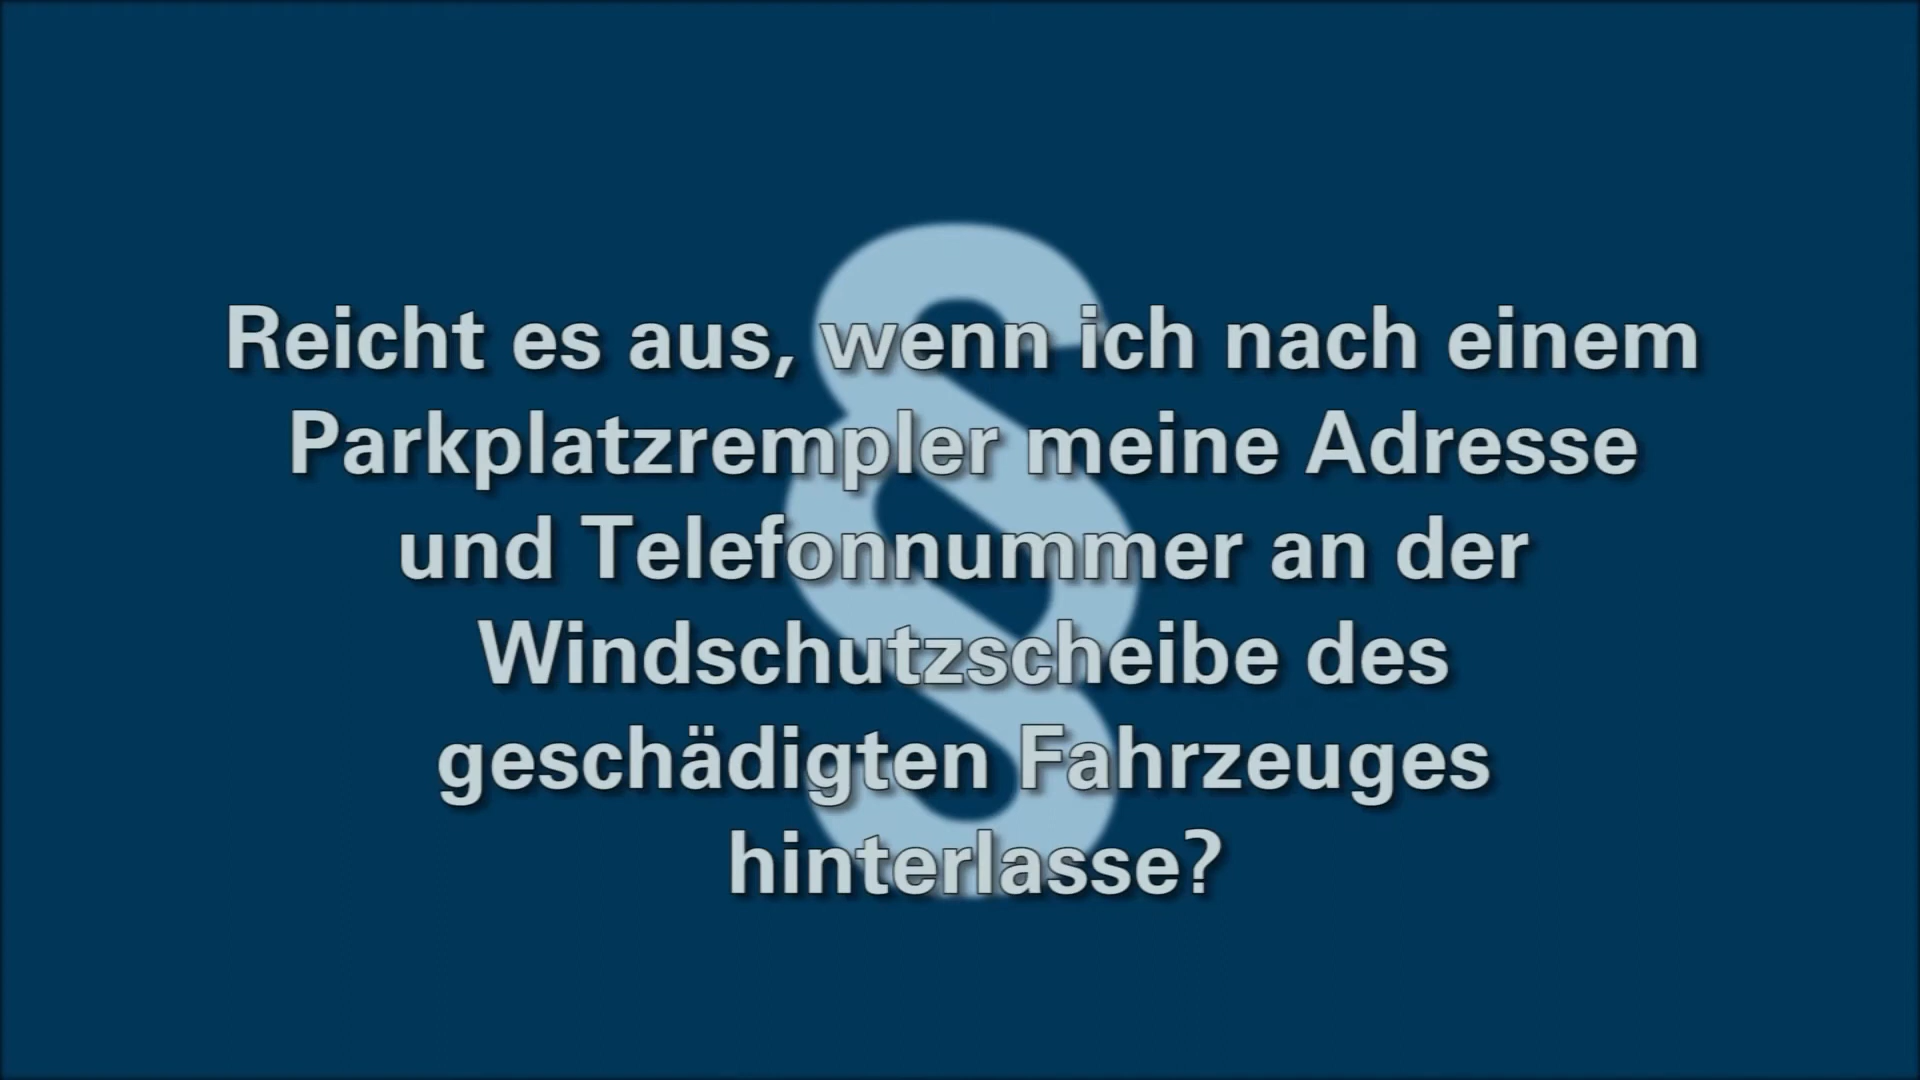 Reicht es aus, wenn ich nach einem
Parkplatzrempler meine Adresse
und Telefonnummer an der
Windschutzscheibe des
geschädigten Fahrzeuges
hinterlasse?
§